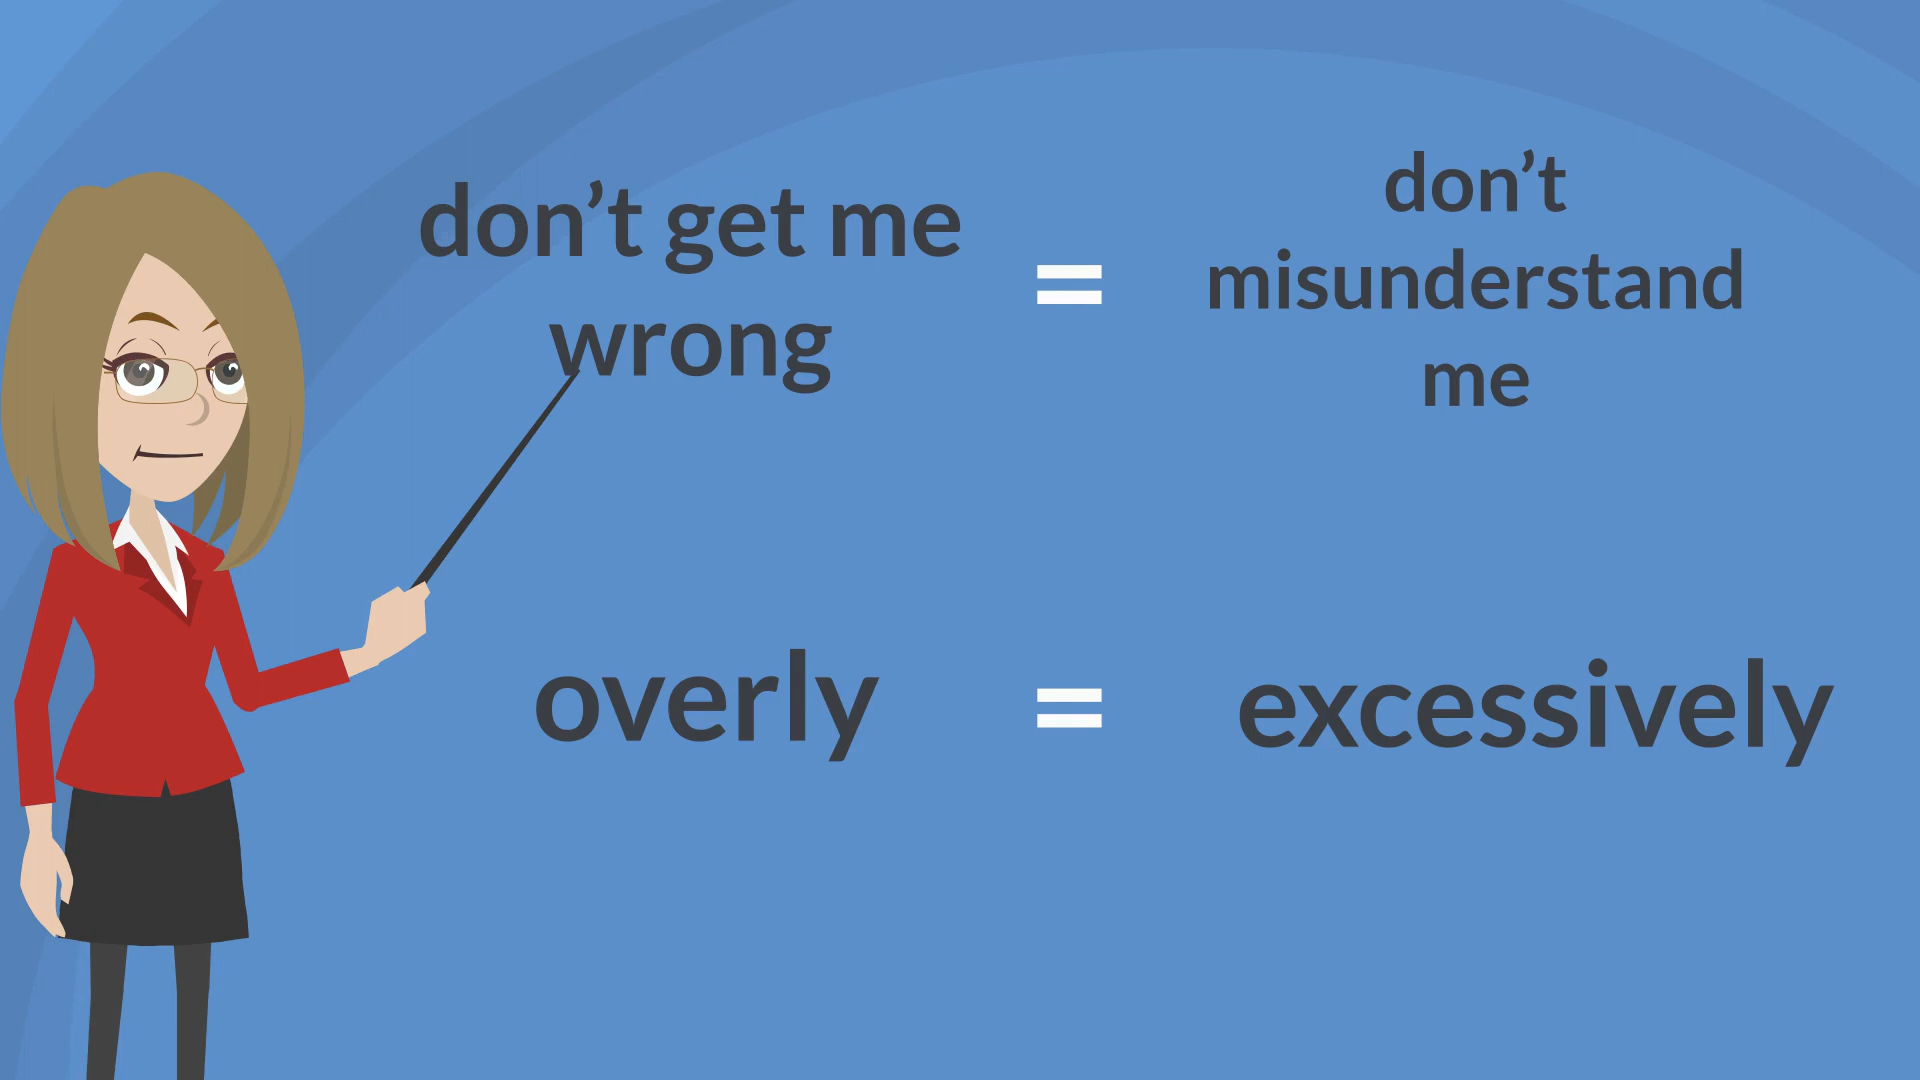 don’t get me
wrong
=
don’t
misunderstand
me
overly
=
excessively